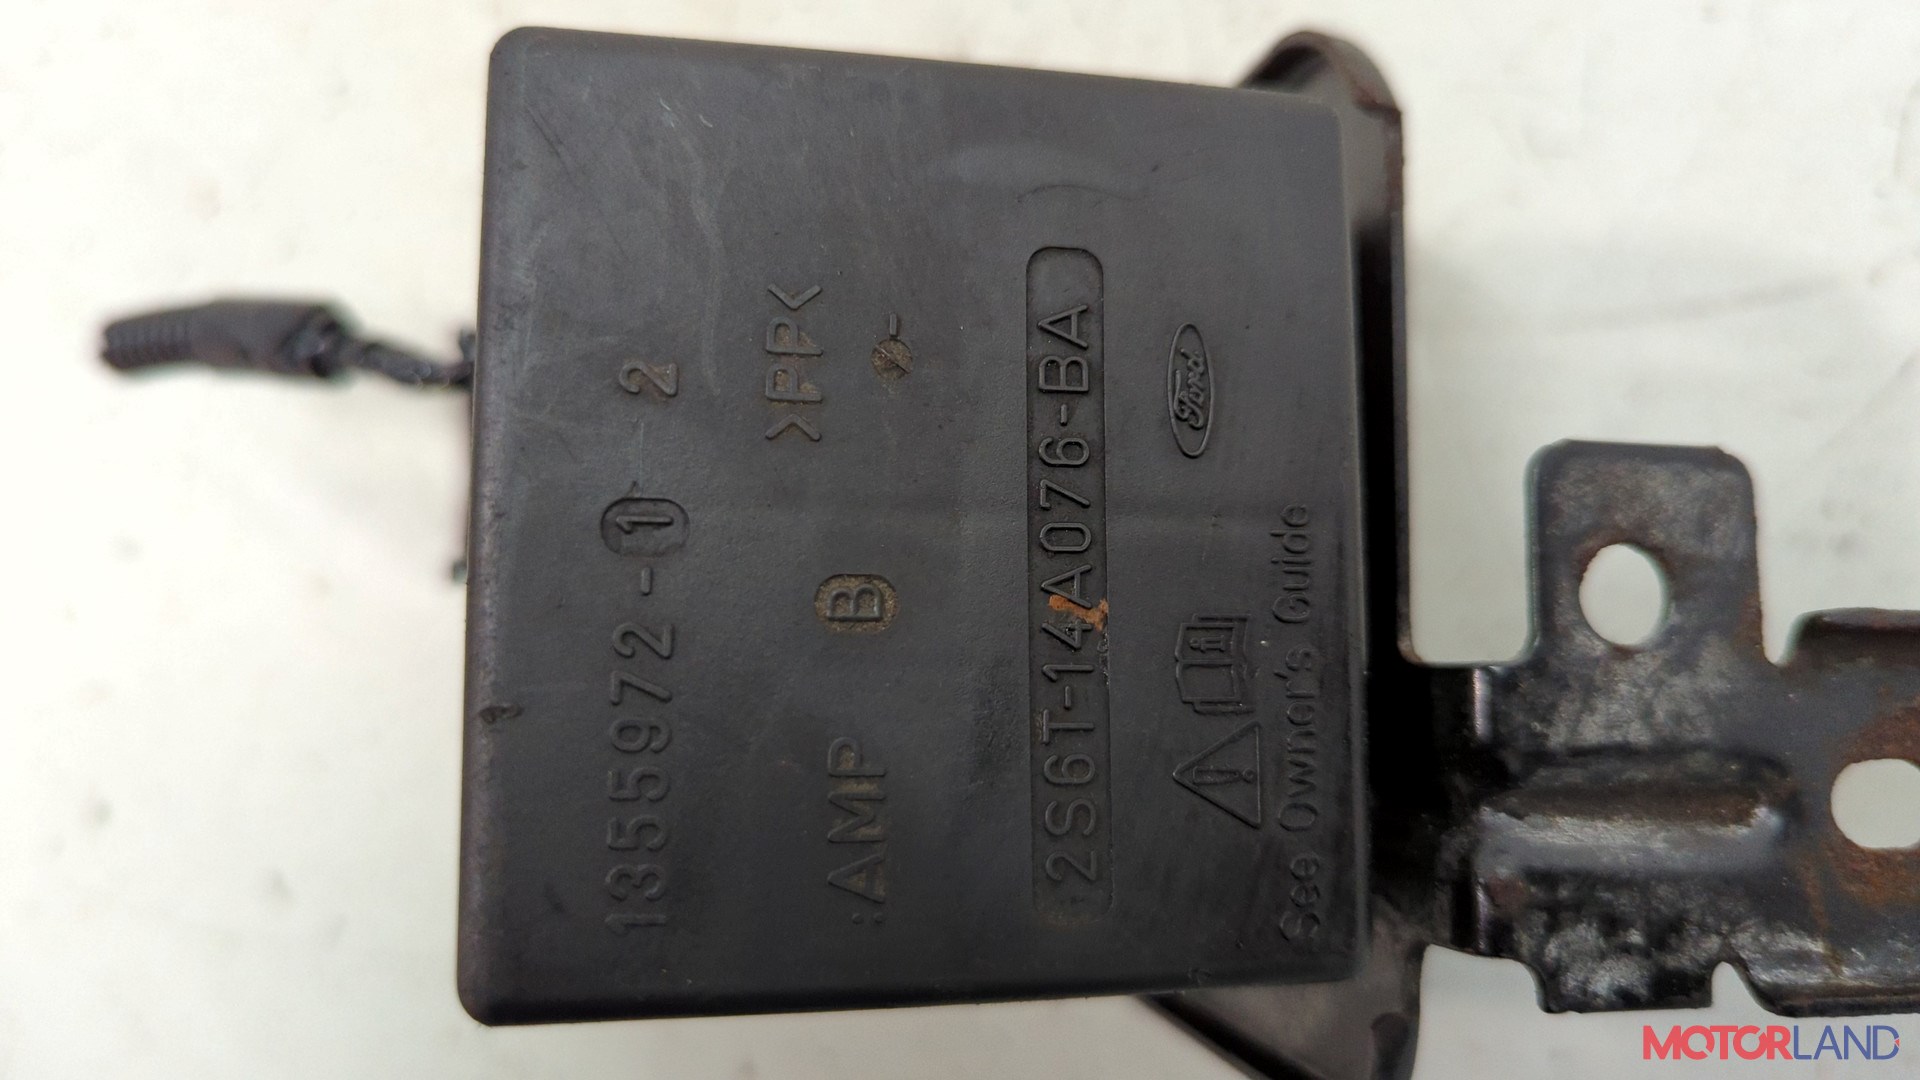 1355972-1 2
>PP<
:AMP B
2S6T-14A076-BA
Ford
See Owner's Guide
MOTORLAND